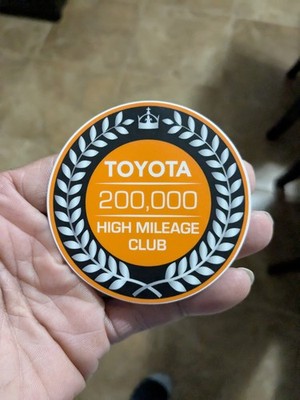 TOYOTA
200,000
HIGH MILEAGE
CLUB